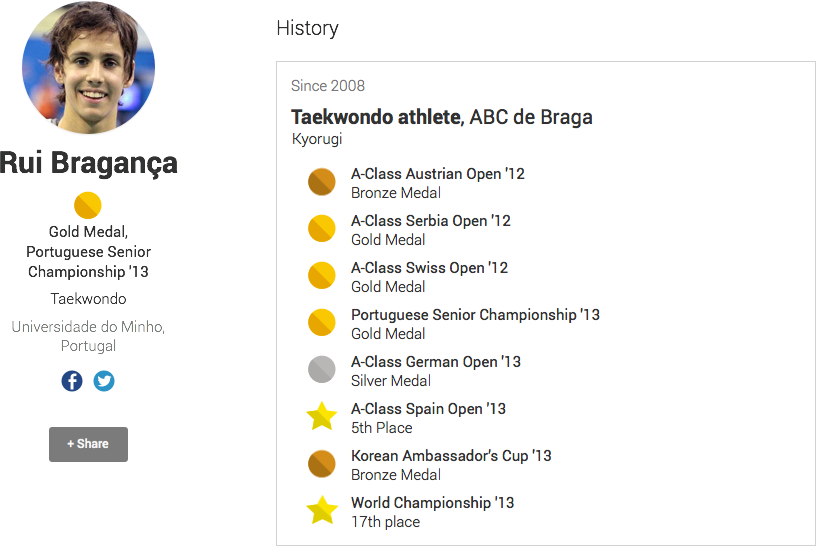 Rui Bragança
Gold Medal,
Portuguese Senior
Championship '13
Taekwondo
Universidade do Minho,
Portugal
+ Share
History
Since 2008
Taekwondo athlete, ABC de Braga
Kyorugi
A-Class Austrian Open '12
Bronze Medal
A-Class Serbia Open '12
Gold Medal
A-Class Swiss Open '12
Gold Medal
Portuguese Senior Championship '13
Gold Medal
A-Class German Open '13
Silver Medal
A-Class Spain Open '13
5th Place
Korean Ambassador's Cup '13
Bronze Medal
World Championship '13
17th place